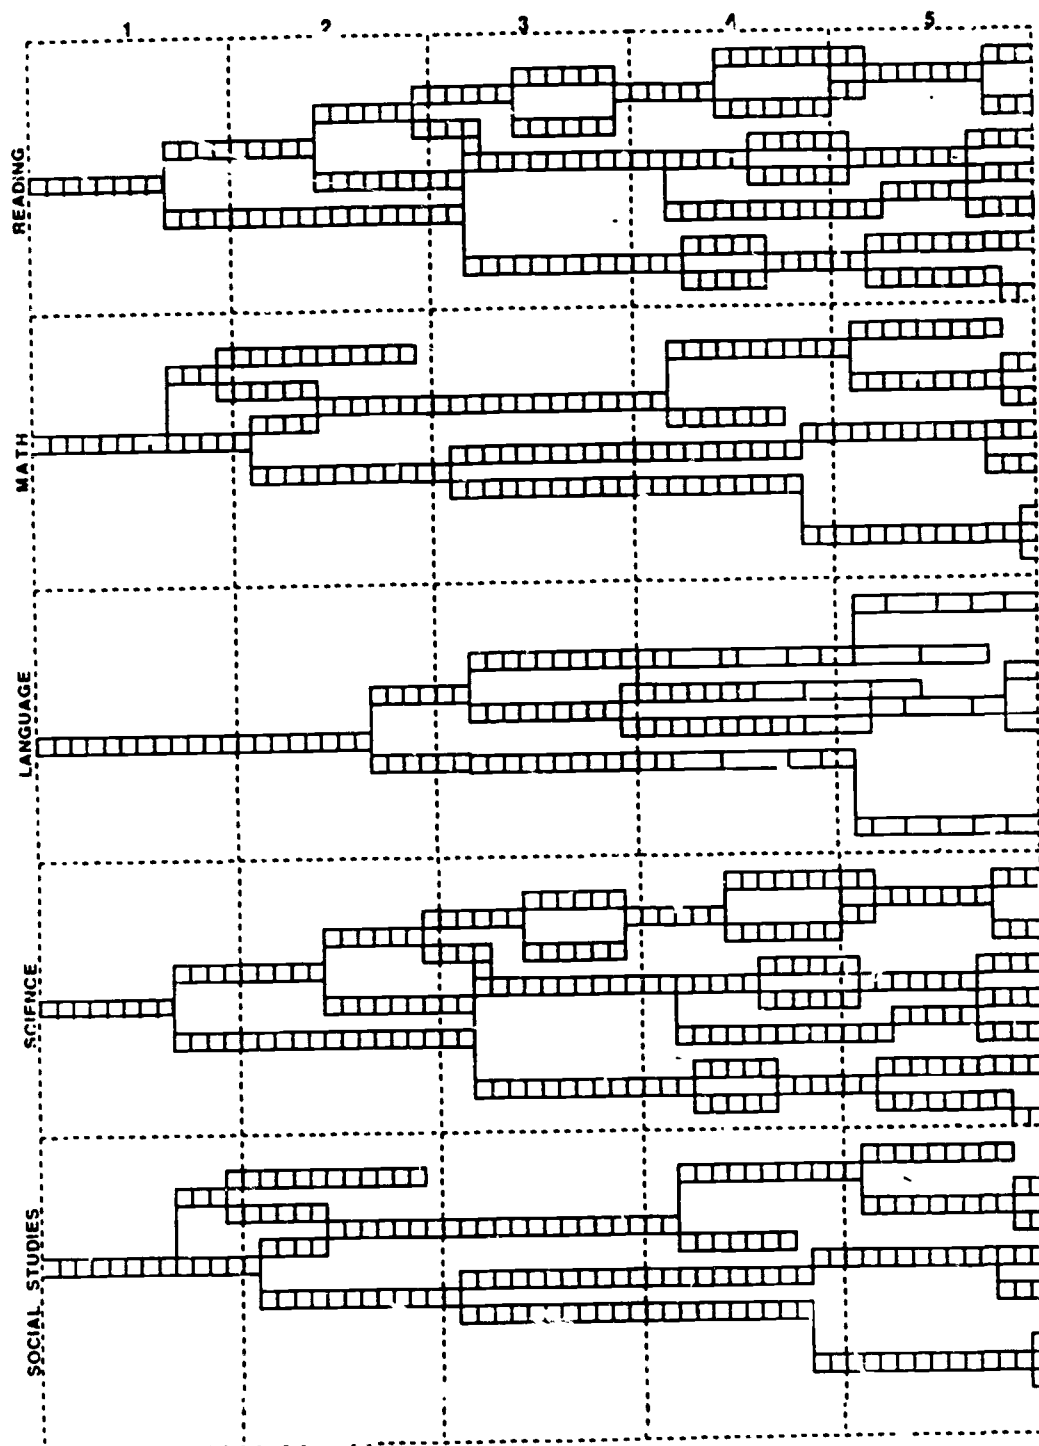 1 2 3 4 5
READING
MATH
LANGUAGE
SCIENCE
SOCIAL STUDIES